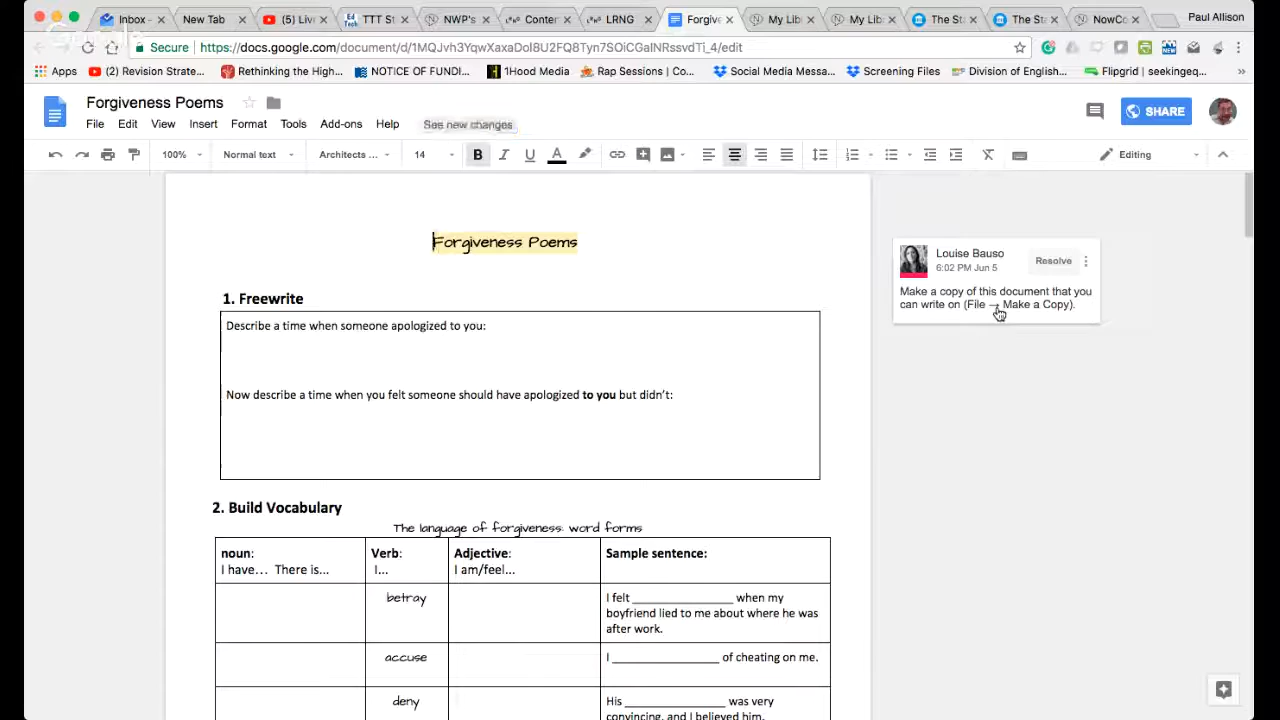 Inbox -
New Tab
(5) Live
TTT St
NWP's
Conter
LRNG
Forgive
My Lib
My Lib
The St
The St
NowCo
Paul Allison
Secure
https://docs.google.com/document/d/1MQJvh3YqwXaxaDoI8U2FQ8Tyn7SOiCGaINRssvdTi_4/edit
Apps
(2) Revision Strate...
Rethinking the High...
NOTICE OF FUNDI...
1Hood Media
Rap Sessions | Co...
Social Media Messa...
Screening Files
Division of English...
Flipgrid | seekingeq...
»
Forgiveness Poems
File Edit View Insert Format Tools Add-ons Help See new changes
SHARE
100% Normal text Architects ... 14 B I U A Editing
Forgiveness Poems
Louise Bauso
6:02 PM Jun 5
Resolve
Make a copy of this document that you
can write on (File → Make a Copy).
1. Freewrite
Describe a time when someone apologized to you:
Now describe a time when you felt someone should have apologized to you but didn't:
2. Build Vocabulary
The language of forgiveness: word forms
noun:
I have... There is...
Verb:
I...
Adjective:
I am/feel...
Sample sentence:
betray
I felt _________________ when my
boyfriend lied to me about where he was
after work.
accuse
I __________________ of cheating on me.
deny
His _________________ was very
convincing, and I believed him.